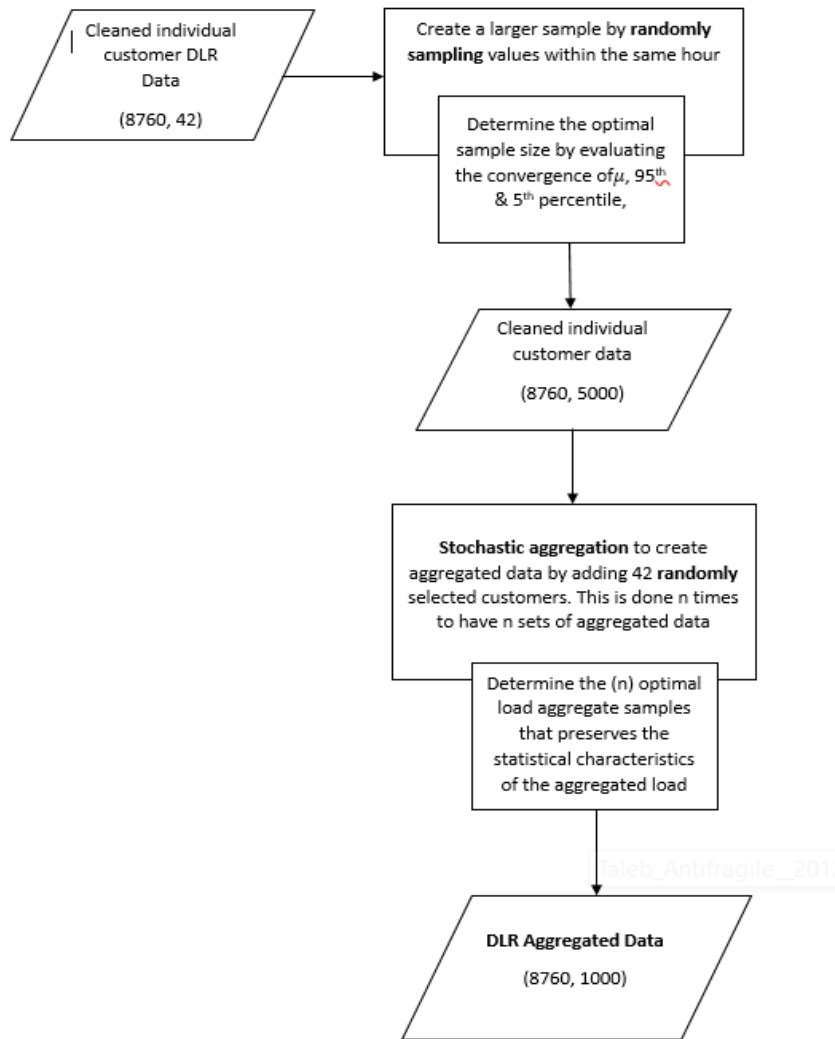 Cleaned individual
customer DLR
Data
(8760, 42)
Create a larger sample by randomly
sampling values within the same hour
Determine the optimal
sample size by evaluating
the convergence of μ, 95th
& 5th percentile,
Cleaned individual
customer data
(8760, 5000)
Stochastic aggregation to create
aggregated data by adding 42 randomly
selected customers. This is done n times
to have n sets of aggregated data
Determine the (n) optimal
load aggregate samples
that preserves the
statistical characteristics
of the aggregated load
Taleb_Antifragile__2012
DLR Aggregated Data
(8760, 1000)